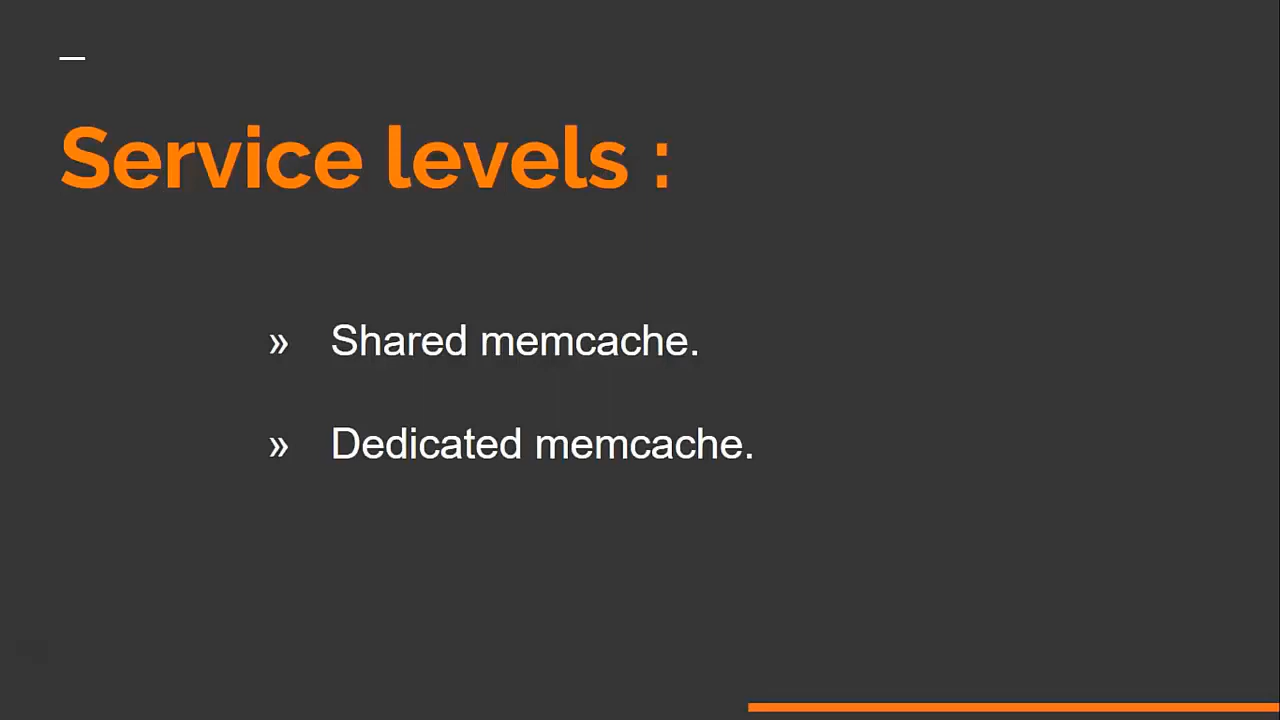 Service levels :
» Shared memcache.
» Dedicated memcache.